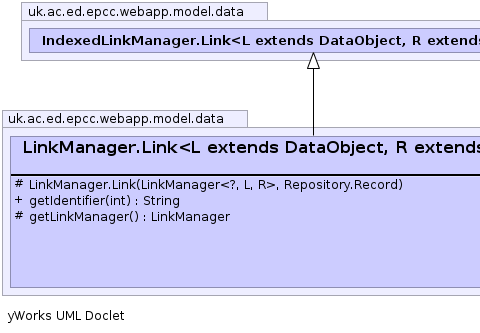 uk.ac.ed.epcc.webapp.model.data
IndexedLinkManager.Link<L extends DataObject, R extends
uk.ac.ed.epcc.webapp.model.data
LinkManager.Link<L extends DataObject, R extends
# LinkManager.Link(LinkManager<?, L, R>, Repository.Record)
+ getIdentifier(int) : String
# getLinkManager() : LinkManager
yWorks UML Doclet